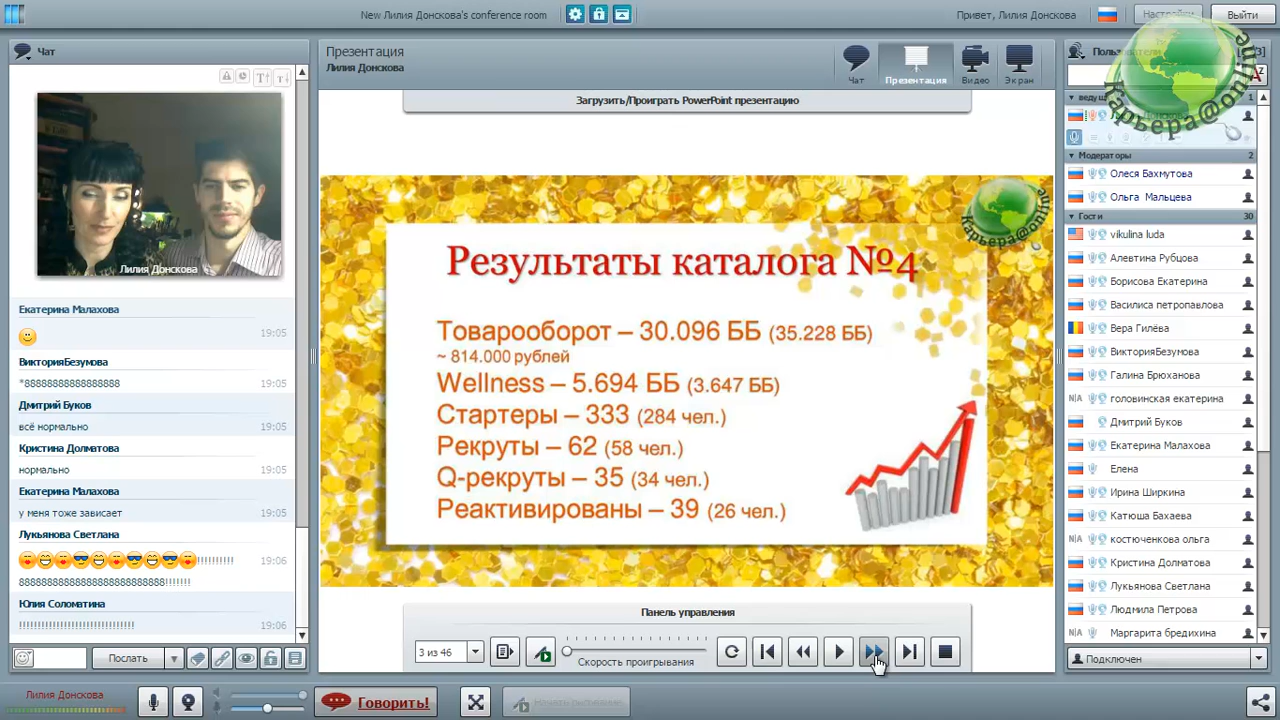 New Лилия Донскова's conference room
Привет, Лилия Донскова
Настройки
Выйти
Чат
Лилия Донскова
Екатерина Малахова
19:05
ВикторияБезумова
*88888888888888888 19:05
Дмитрий Буков
всё нормально 19:05
Кристина Долматова
нормально 19:05
Екатерина Малахова
у меня тоже зависает 19:05
Лукьянова Светлана
!!!!!!!!!! 19:06
88888888888888888888888888!!!!!!!
Юлия Соломатина
!!!!!!!!!!!!!!!!!!!!!!!!!!!!!!! 19:06
Послать
Презентация
Лилия Донскова
Чат
Презентация
Видео
Экран
Загрузить/Проиграть PowerPoint презентацию
Карьера@online
Результаты каталога №4
Товарооборот – 30.096 ББ (35.228 ББ)
~ 814.000 рублей
Wellness – 5.694 ББ (3.647 ББ)
Стартеры – 333 (284 чел.)
Рекруты – 62 (58 чел.)
Q-рекруты – 35 (34 чел.)
Реактивированы – 39 (26 чел.)
Панель управления
3 из 46
Скорость проигрывания
Карьера@online
Модераторы 2
Олеся Бахмутова
Ольга Мальцева
Гости 30
vikulina luda
Алевтина Рубцова
Борисова Екатерина
Василиса петропавлова
Вера Гилёва
ВикторияБезумова
Галина Брюханова
N/A головинская екатерина
Дмитрий Буков
Екатерина Малахова
Елена
Ирина Ширкина
Катюша Бахаева
N/A костюченкова ольга
Кристина Долматова
Лукьянова Светлана
Людмила Петрова
N/A Маргарита бредихина
Подключен
Лилия Донскова
Говорить!